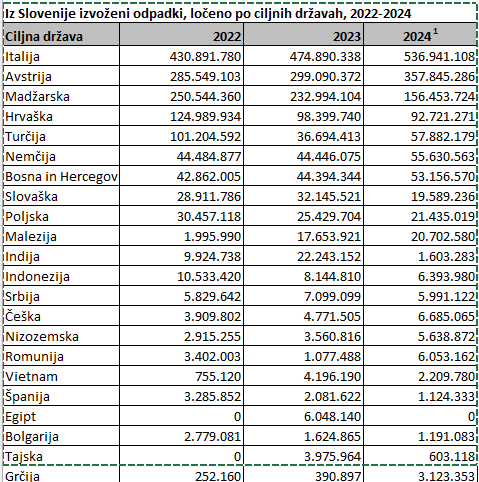 Iz Slovenije izvoženi odpadki, ločeno po ciljnih državah, 2022-2024
Ciljna država 2022 2023 2024¹
Italija 430.891.780 474.890.338 536.941.108
Avstrija 285.549.103 299.090.372 357.845.286
Madžarska 250.544.360 232.994.104 156.453.724
Hrvaška 124.989.934 98.399.740 92.721.271
Turčija 101.204.592 36.694.413 57.882.179
Nemčija 44.484.877 44.446.075 55.630.563
Bosna in Hercegov 42.862.005 44.394.344 53.156.570
Slovaška 28.911.786 32.145.521 19.589.236
Poljska 30.457.118 25.429.704 21.435.019
Malezija 1.995.990 17.653.921 20.702.580
Indija 9.924.738 22.243.152 1.603.283
Indonezija 10.533.420 8.144.810 6.393.980
Srbija 5.829.642 7.099.099 5.991.122
Češka 3.909.802 4.771.505 6.685.065
Nizozemska 2.915.255 3.560.816 5.638.872
Romunija 3.402.003 1.077.488 6.053.162
Vietnam 755.120 4.196.190 2.209.780
Španija 3.285.852 2.081.622 1.124.333
Egipt 0 6.048.140 0
Bolgarija 2.779.081 1.624.865 1.191.083
Tajska 0 3.975.964 603.118
Grčija 252.160 390.897 3.123.353